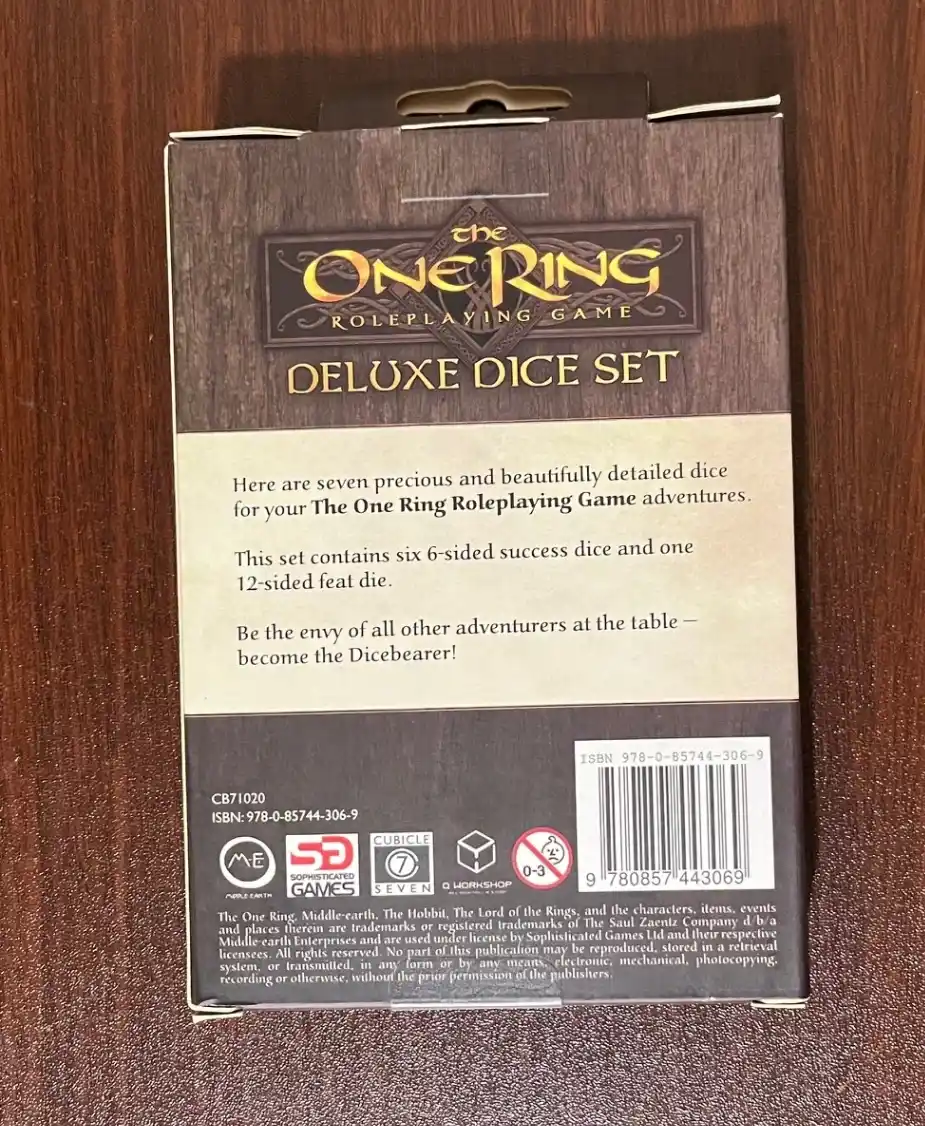 The
One Ring
Roleplaying Game
Deluxe Dice Set
Here are seven precious and beautifully detailed dice
for your The One Ring Roleplaying Game adventures.
This set contains six 6-sided success dice and one
12-sided feat die.
Be the envy of all other adventurers at the table –
become the Dicebearer!
CB71020
ISBN: 978-0-85744-306-9
ISBN 978-0-85744-306-9
9 780857 443069
M-E
MIDDLE-EARTH
SG
SOPHISTICATED
GAMES
CUBICLE
7
SEVEN
Q WORKSHOP
0-3
The One Ring, Middle-earth, The Hobbit, The Lord of the Rings, and the characters, items, events
and places therein are trademarks or registered trademarks of The Saul Zaentz Company d/b/a
Middle-earth Enterprises and are used under license by Sophisticated Games Ltd and their respective
licensees. All rights reserved. No part of this publication may be reproduced, stored in a retrieval
system, or transmitted, in any form or by any means, electronic, mechanical, photocopying,
recording or otherwise, without the prior permission of the publishers.